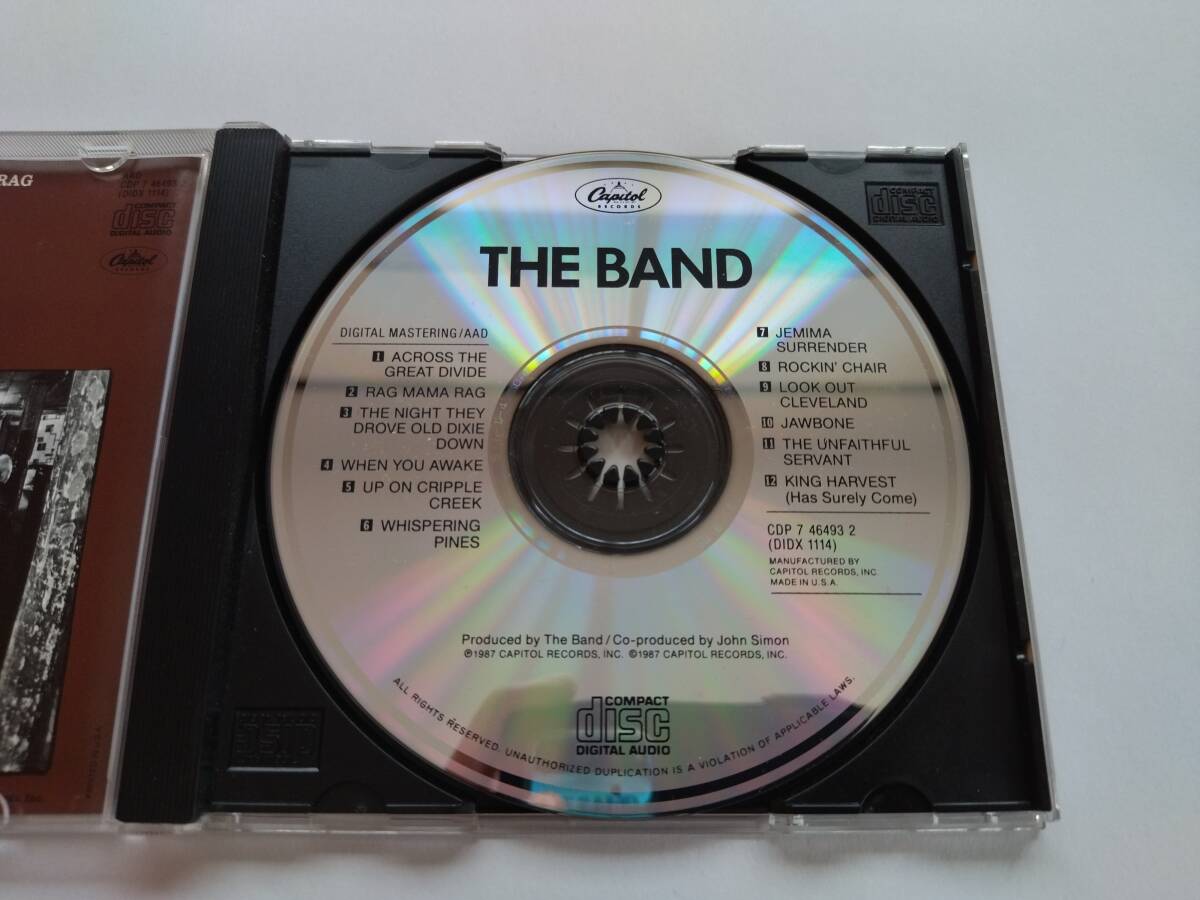 RAG
AAD
CDP 7 46493 2
(DIDX 1114)
COMPACT
disc
DIGITAL AUDIO
Capitol
RECORDS
Capitol
RECORDS
THE BAND
DIGITAL MASTERING/AAD
1 ACROSS THE
GREAT DIVIDE
2 RAG MAMA RAG
3 THE NIGHT THEY
DROVE OLD DIXIE
DOWN
4 WHEN YOU AWAKE
5 UP ON CRIPPLE
CREEK
6 WHISPERING
PINES
7 JEMIMA
SURRENDER
8 ROCKIN' CHAIR
9 LOOK OUT
CLEVELAND
10 JAWBONE
11 THE UNFAITHFUL
SERVANT
12 KING HARVEST
(Has Surely Come)
CDP 7 46493 2
(DIDX 1114)
MANUFACTURED BY
CAPITOL RECORDS, INC.
MADE IN U.S.A.
Produced by The Band/Co-produced by John Simon
℗1987 CAPITOL RECORDS, INC. ©1987 CAPITOL RECORDS, INC.
COMPACT
disc
DIGITAL AUDIO
ALL RIGHTS RESERVED. UNAUTHORIZED DUPLICATION IS A VIOLATION OF APPLICABLE LAWS.
COMPACT
disc
DIGITAL AUDIO